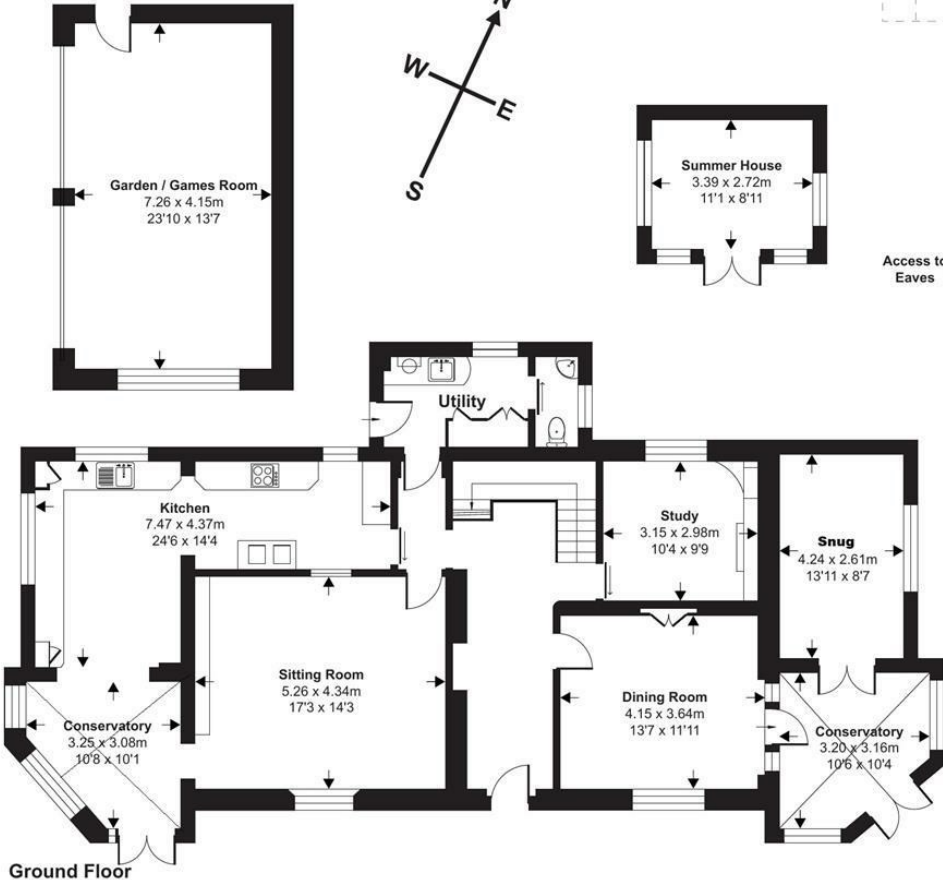 N
W
E
S
Garden / Games Room
7.26 x 4.15m
23'10 x 13'7
Summer House
3.39 x 2.72m
11'1 x 8'11
Access to
Eaves
Utility
Kitchen
7.47 x 4.37m
24'6 x 14'4
Study
3.15 x 2.98m
10'4 x 9'9
Snug
4.24 x 2.61m
13'11 x 8'7
Sitting Room
5.26 x 4.34m
17'3 x 14'3
Dining Room
4.15 x 3.64m
13'7 x 11'11
Conservatory
3.25 x 3.08m
10'8 x 10'1
Conservatory
3.20 x 3.16m
10'6 x 10'4
Ground Floor